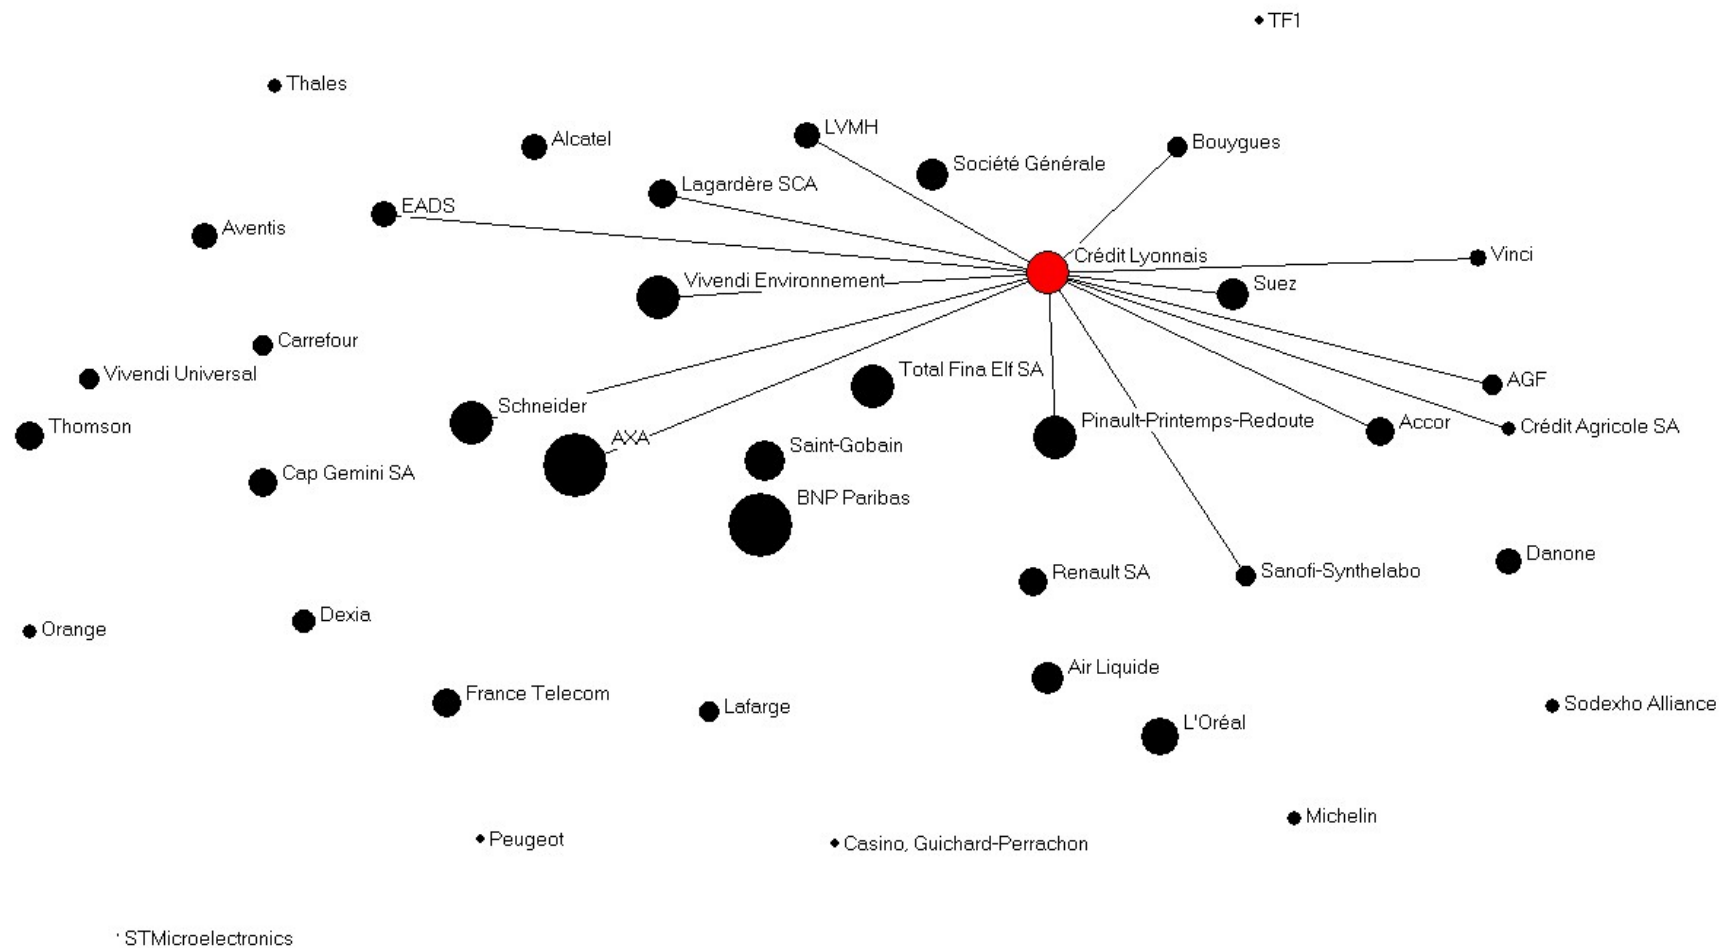 TF1
Thales
LVMH
Alcatel
Bouygues
Société Générale
Lagardère SCA
EADS
Aventis
Crédit Lyonnais
Vinci
Vivendi Environnement
Suez
Carrefour
Total Fina Elf SA
Vivendi Universal
AGF
Schneider
Pinault-Printemps-Redoute
Accor
Thomson
Crédit Agricole SA
AXA
Saint-Gobain
Cap Gemini SA
BNP Paribas
Danone
Renault SA
Sanofi-Synthelabo
Dexia
Orange
Air Liquide
France Telecom
Lafarge
Sodexho Alliance
L'Oréal
Michelin
Peugeot
Casino, Guichard-Perrachon
STMicroelectronics